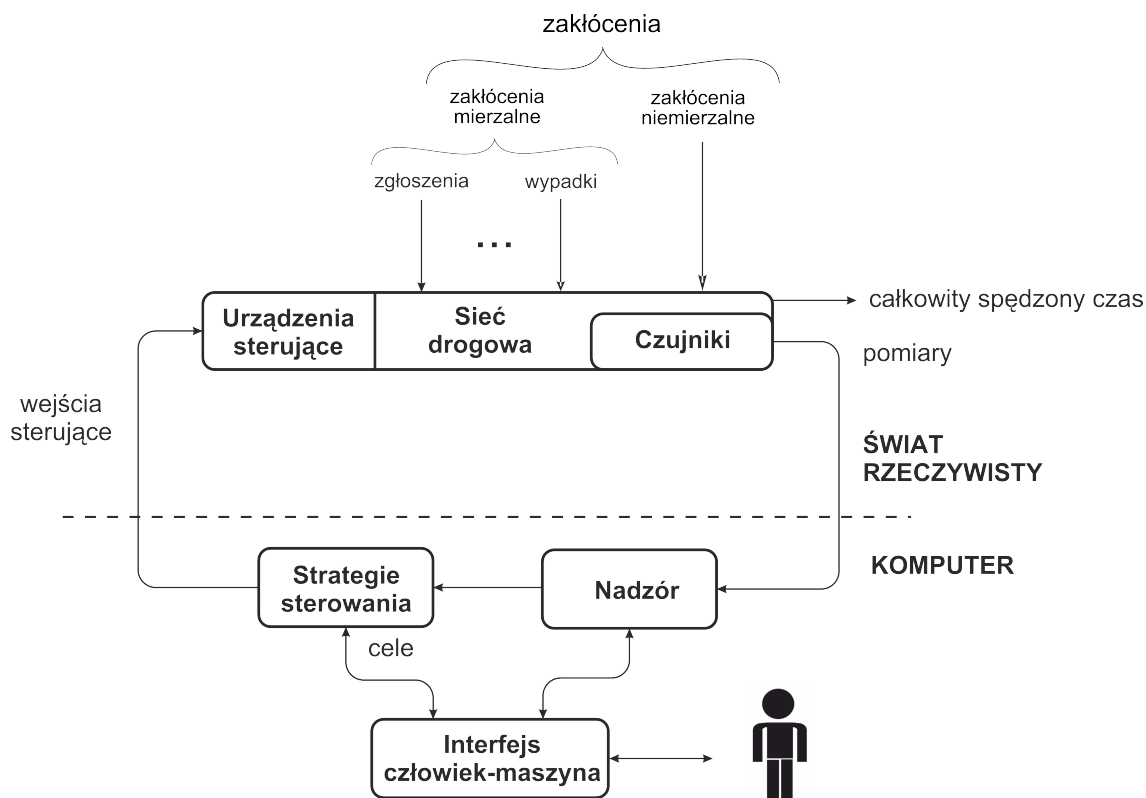 zakłócenia
zakłócenia
mierzalne
zakłócenia
niemierzalne
zgłoszenia
wypadki
...
Urządzenia
sterujące
Sieć
drogowa
Czujniki
całkowity spędzony czas
pomiary
wejścia
sterujące
ŚWIAT
RZECZYWISTY
KOMPUTER
Strategie
sterowania
Nadzór
cele
Interfejs
człowiek-maszyna